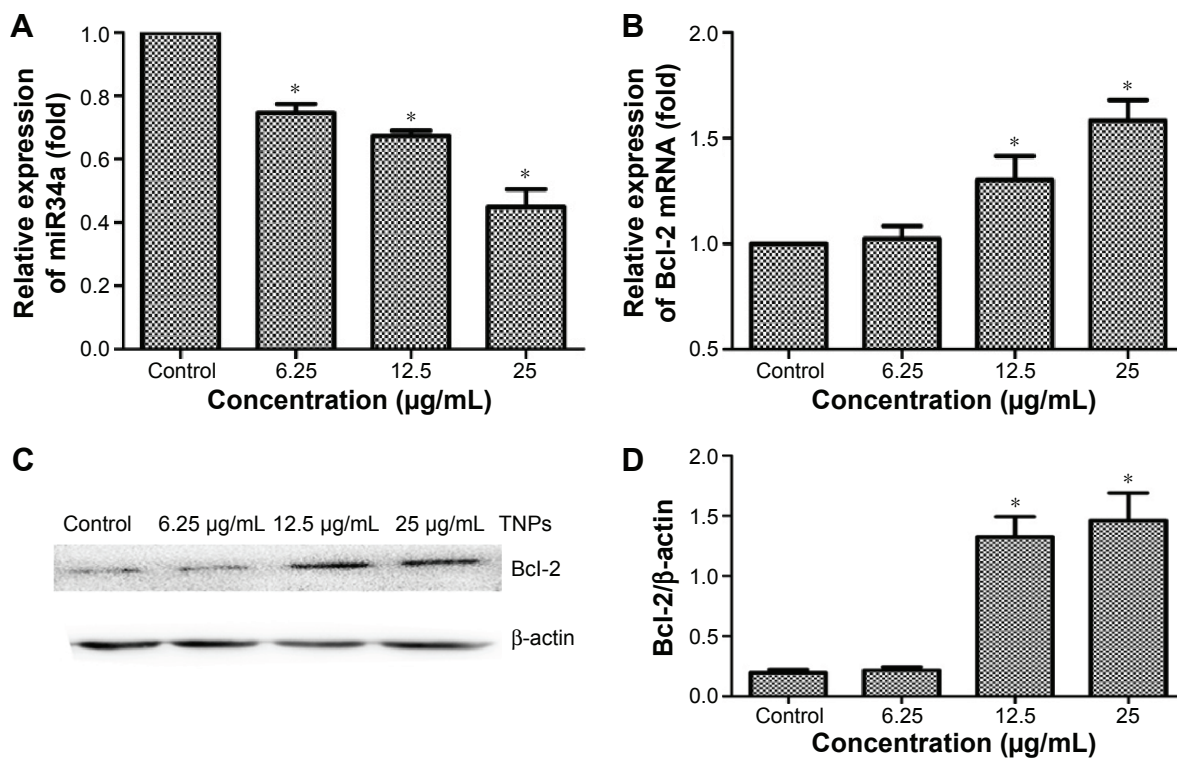 A
Relative expression
of miR34a (fold)
1.0
0.8
0.6
0.4
0.2
0.0
*
*
*
Control 6.25 12.5 25
Concentration (µg/mL)
B
Relative expression
of Bcl-2 mRNA (fold)
2.0
1.5
1.0
0.5
*
*
Control 6.25 12.5 25
Concentration (µg/mL)
C
Control 6.25 µg/mL 12.5 µg/mL 25 µg/mL TNPs
Bcl-2
β-actin
D
Bcl-2/β-actin
2.0
1.5
1.0
0.5
0.0
*
*
Control 6.25 12.5 25
Concentration (µg/mL)